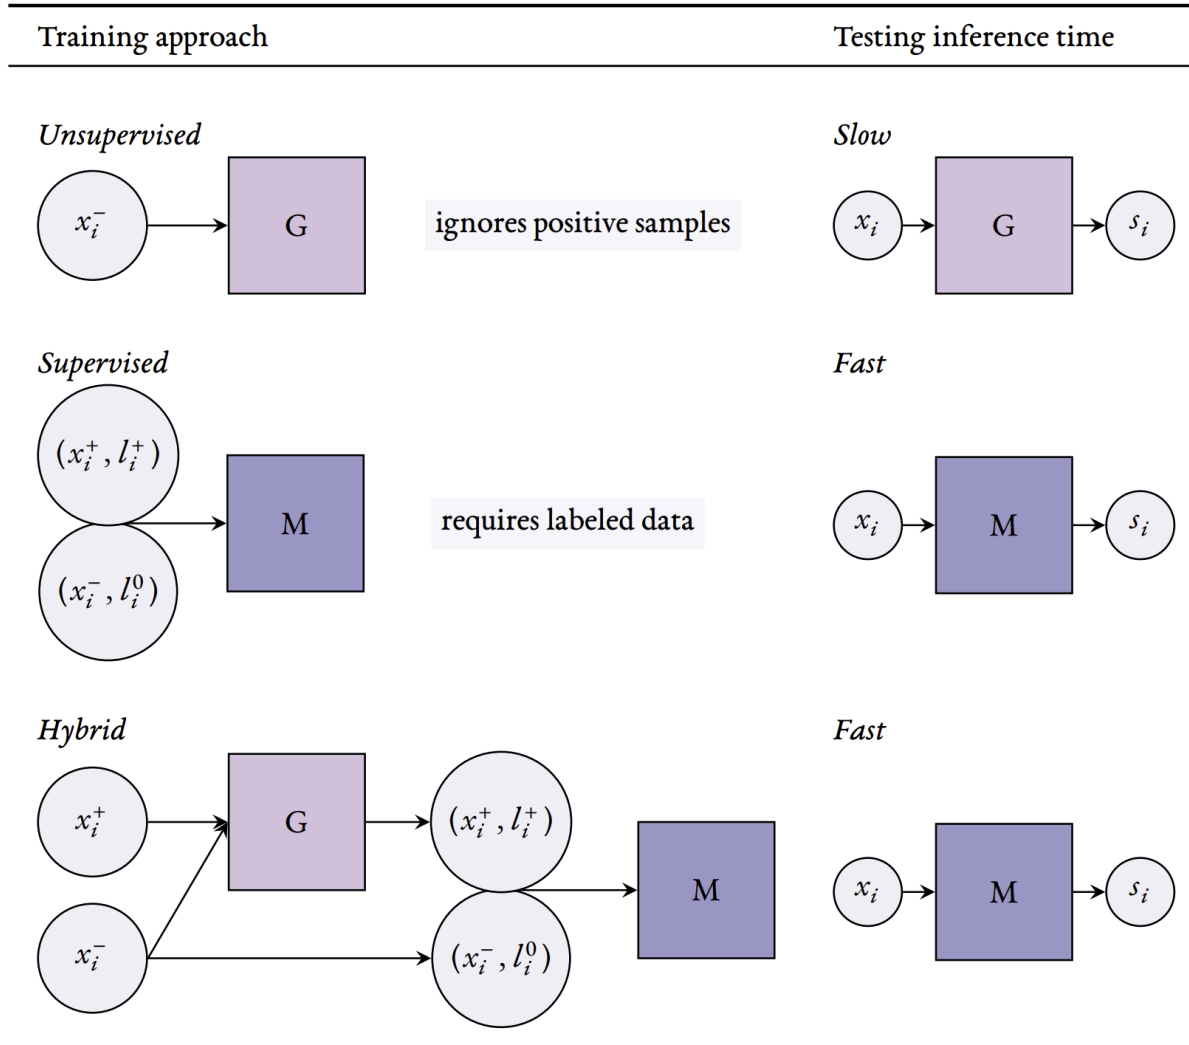 Training approach Testing inference time
Unsupervised Slow
x_i^- G ignores positive samples x_i G s_i
Supervised Fast
(x_i^+, l_i^+)
M requires labeled data x_i M s_i
(x_i^-, l_i^0)
Hybrid Fast
x_i^+ G (x_i^+, l_i^+)
M x_i M s_i
x_i^- (x_i^-, l_i^0)